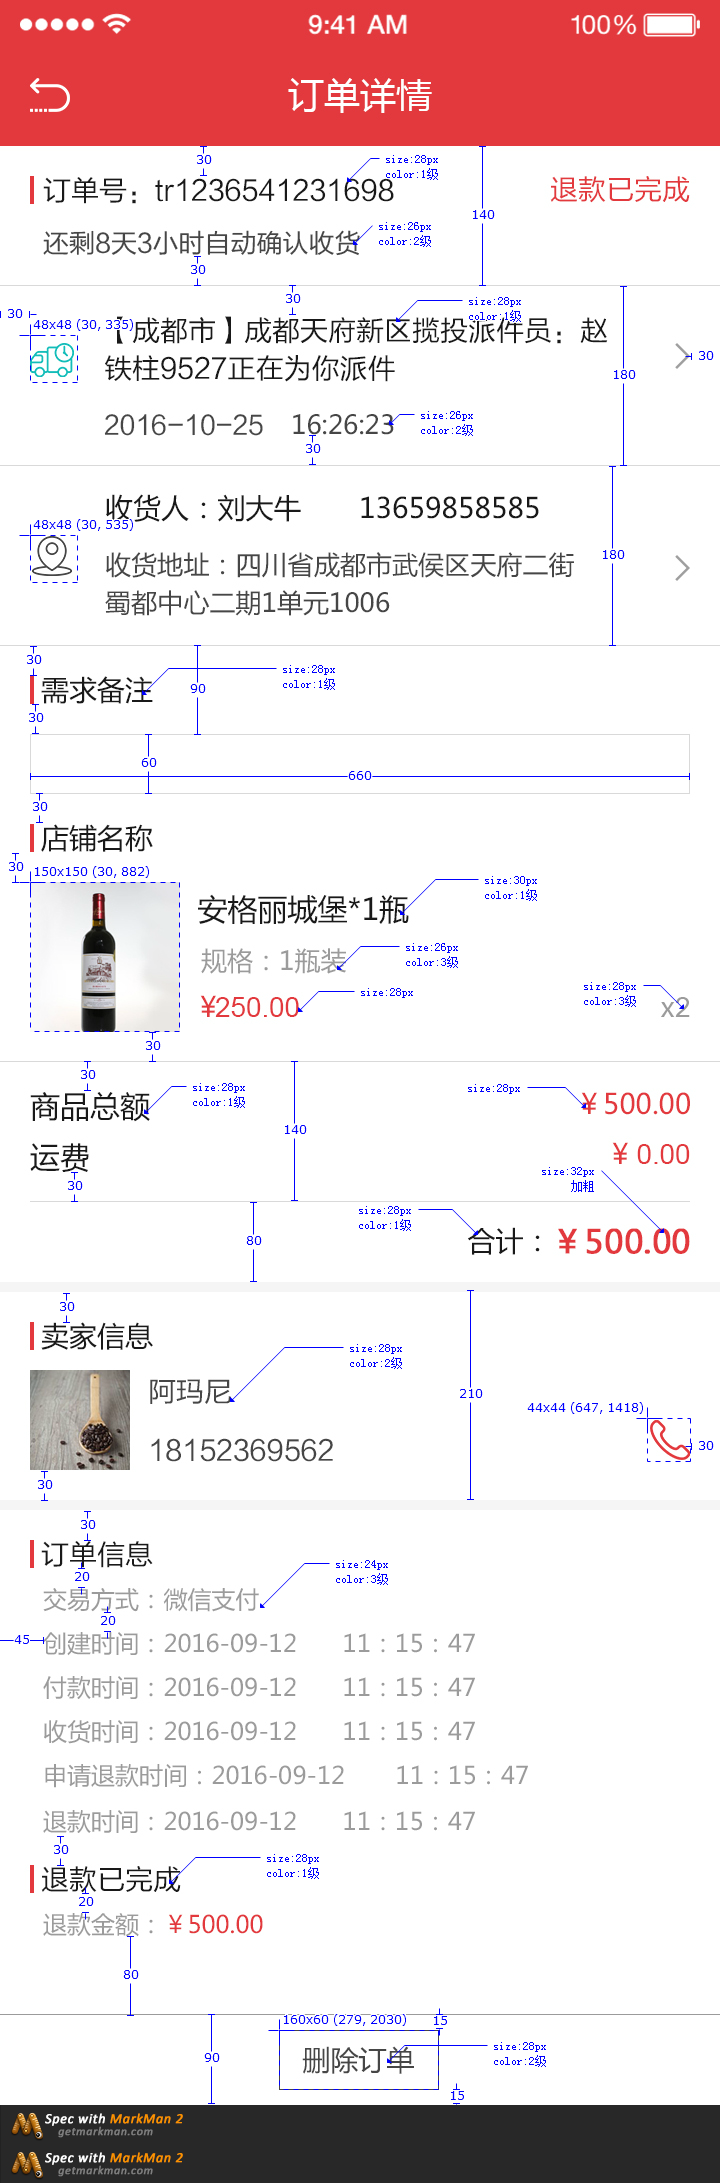 9:41 AM 100%
订单详情
30
size:28px
color:1级
订单号：tr1236541231698
退款已完成
140
size:26px
color:2级
还剩8天3小时自动确认收货
30
30
size:28px
color:1级
30
48x48 (30, 335)
【成都市】成都天府新区揽投派件员：赵
铁柱9527正在为你派件
30
180
2016-10-25 16:26:23
size:26px
color:2级
30
收货人：刘大牛 13659858585
48x48 (30, 535)
180
收货地址：四川省成都市武侯区天府二街
蜀都中心二期1单元1006
30
size:28px
color:1级
90
需求备注
30
60
660
30
店铺名称
30
150x150 (30, 882)
size:30px
color:1级
安格丽城堡*1瓶
size:26px
color:3级
规格：1瓶装
size:28px
¥250.00
size:28px
color:3级
x2
30
30
size:28px
color:1级
size:28px
商品总额
¥ 500.00
140
运费
¥ 0.00
size:32px
加粗
30
size:28px
color:1级
80
合计：¥ 500.00
30
卖家信息
size:28px
color:2级
阿玛尼
210
44x44 (647, 1418)
30
18152369562
30
30
订单信息
size:24px
color:3级
20
交易方式：微信支付
20
45
创建时间：2016-09-12 11：15：47
付款时间：2016-09-12 11：15：47
收货时间：2016-09-12 11：15：47
申请退款时间：2016-09-12 11：15：47
退款时间：2016-09-12 11：15：47
30
size:28px
color:1级
退款已完成
20
退款金额：¥ 500.00
80
160x60 (279, 2030)
15
90
size:28px
color:2级
删除订单
15
Spec with MarkMan 2
getmarkman.com
Spec with MarkMan 2
getmarkman.com